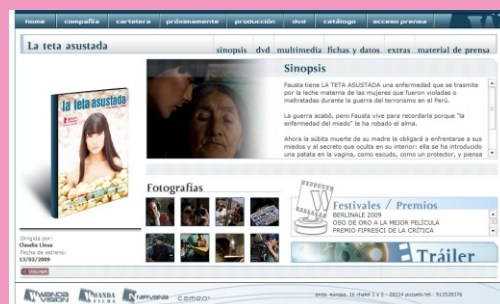 home compañía cartelera próximamente producción dvd catálogo acceso prensa
La teta asustada
sinopsis dvd multimedia fichas y datos extras material de prensa
Sinopsis
Fausta tiene LA TETA ASUSTADA una enfermedad que se trasmite
por la leche materna de las mujeres que fueron violadas o
maltratadas durante la guerra del terrorismo en el Perú.
La guerra acabó, pero Fausta vive para recordarla porque "la
enfermedad del miedo" le ha robado el alma.
Ahora la súbita muerte de su madre la obligará a enfrentarse a sus
miedos y al secreto que oculta en su interior: ella se ha introducido
una patata en la vagina, como escudo, como un protector, y piensa
la teta asustada
Fotografias
Festivales / Premios
BERLINALE 2009
OSO DE ORO A LA MEJOR PELÍCULA
PREMIO FIPRESCI DE LA CRÍTICA
Tráiler
Dirigida por:
Claudia Llosa
Fecha de estreno:
13/02/2009
WANDA VISION
WANDA FILMS
NIRVANA
cameo